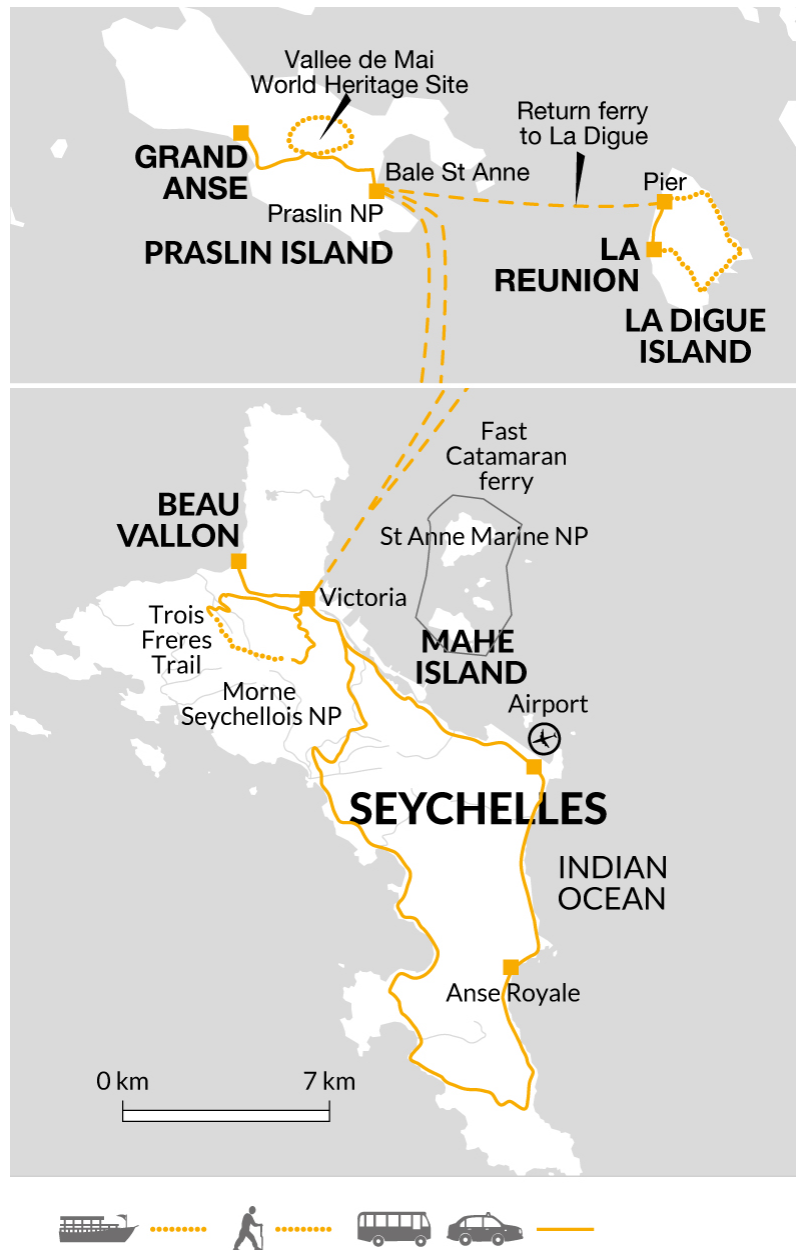 Vallee de Mai
World Heritage Site
Return ferry
to La Digue
GRAND
ANSE
Bale St Anne
Pier
Praslin NP
PRASLIN ISLAND
LA
REUNION
LA DIGUE
ISLAND
Fast
Catamaran
ferry
BEAU
VALLON
St Anne Marine NP
Victoria
Trois
Freres
Trail
MAHE
ISLAND
Morne
Seychellois NP
Airport
SEYCHELLES
INDIAN
OCEAN
Anse Royale
0 km
7 km